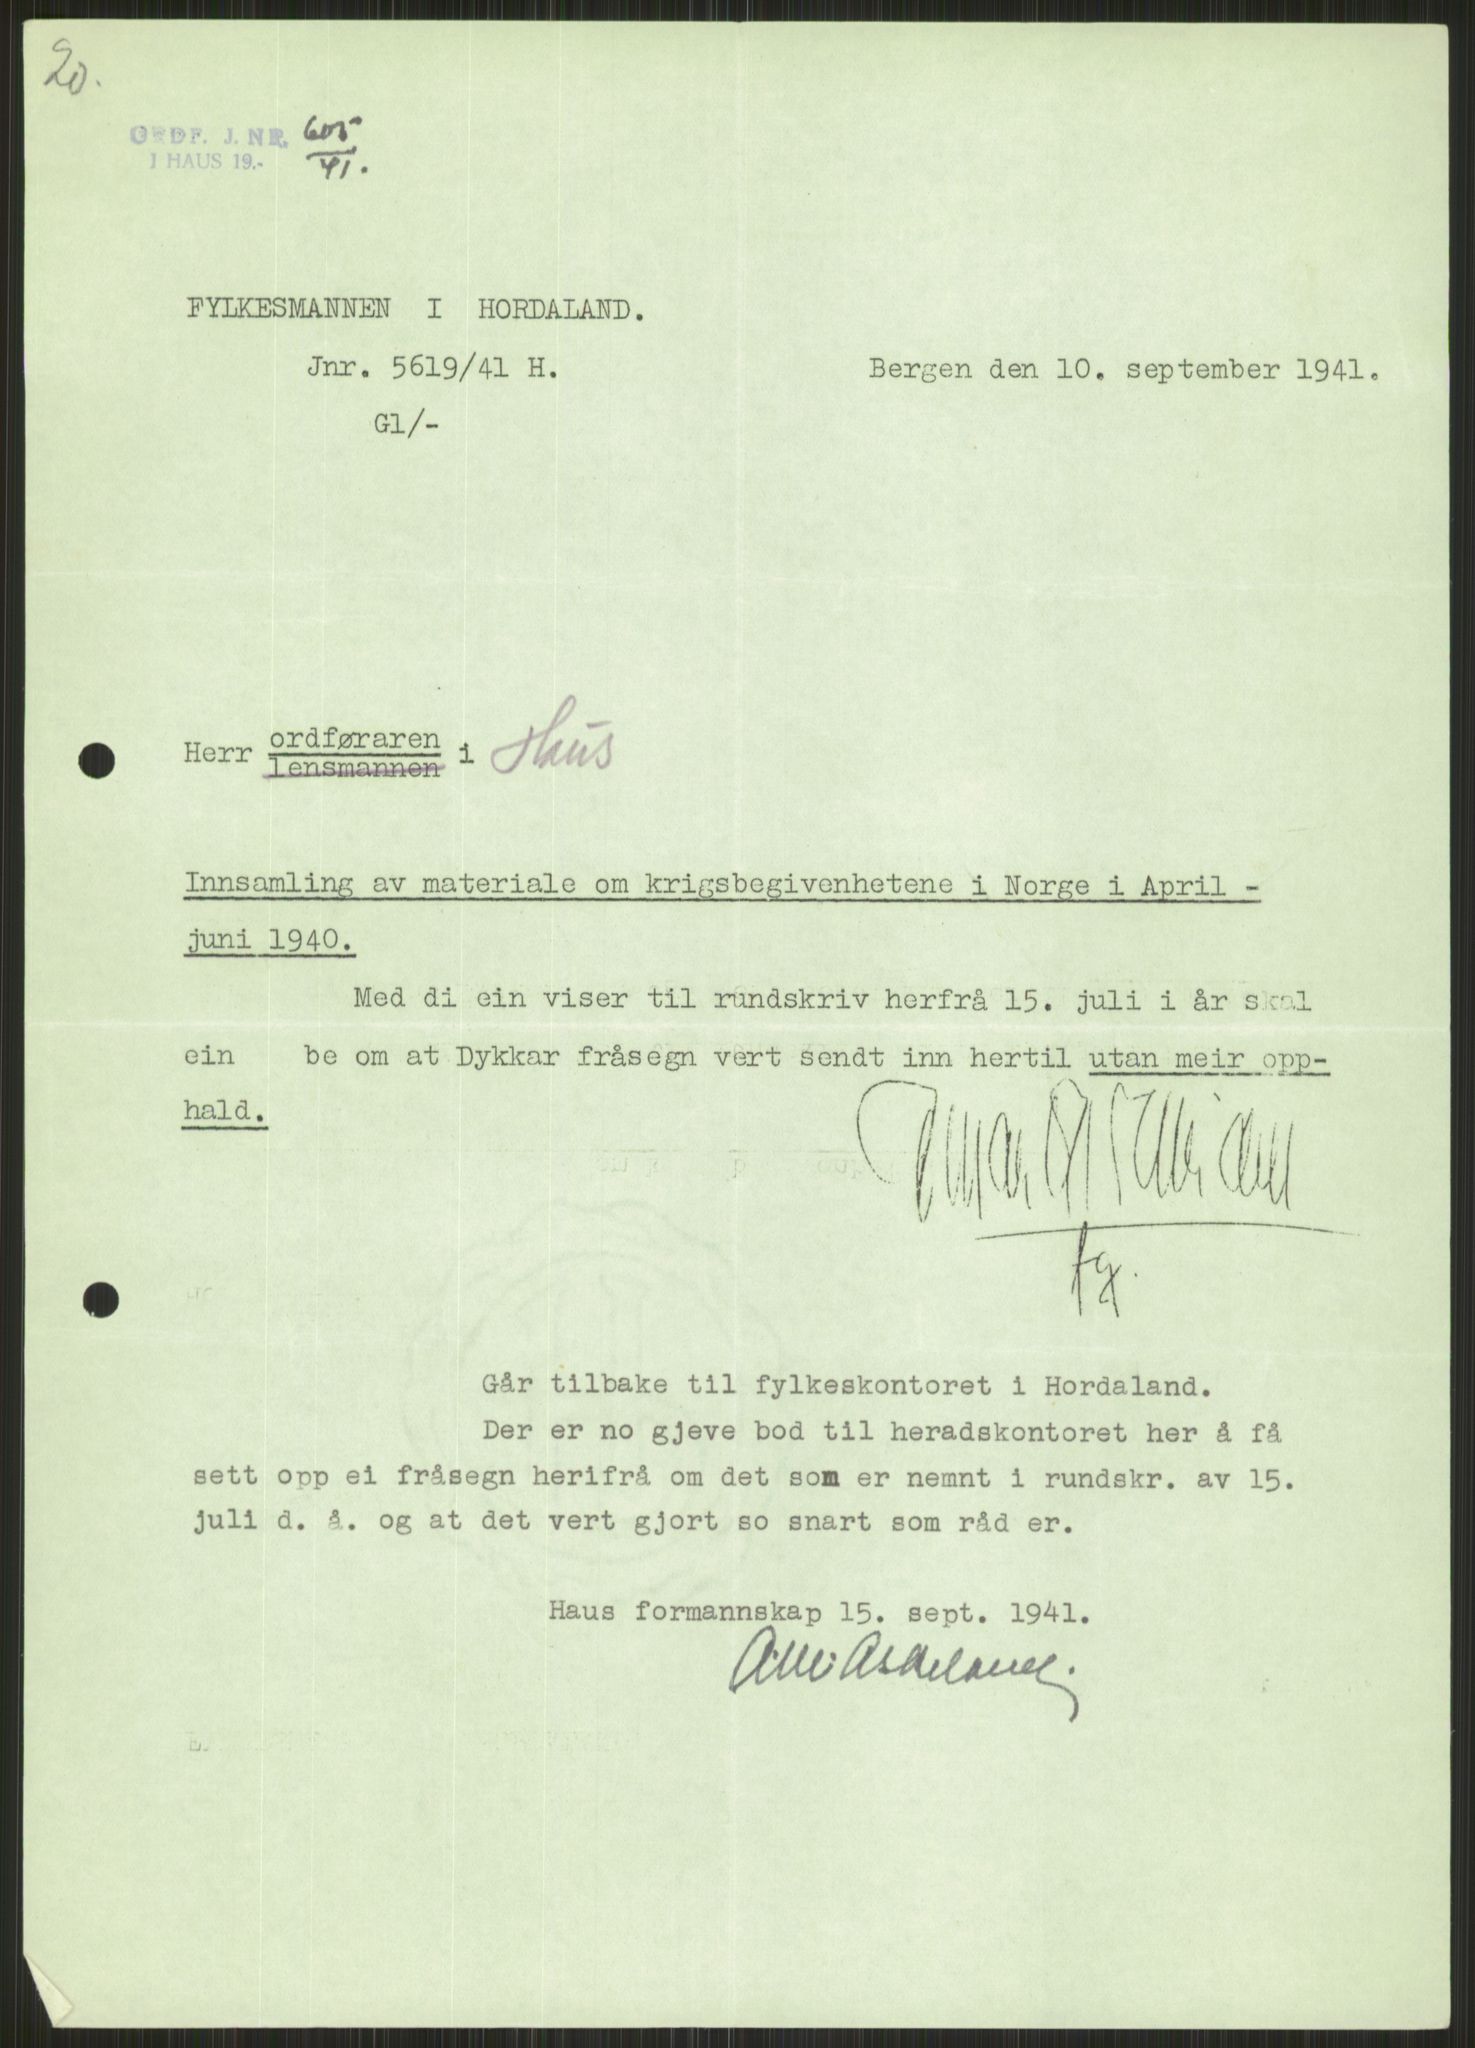 20.
ORDF. J. NR. 605
I HAUS 19.- 41.
FYLKESMANNEN I HORDALAND.
Jnr. 5619/41 H.
Bergen den 10. september 1941.
Gl/-
ordføraren
Herr i Haus
lensmannen
Innsamling av materiale om krigsbegivenhetene i Norge i April -
juni 1940.
Med di ein viser til rundskriv herfrå 15. juli i år skal
ein be om at Dykkar fråsegn vert sendt inn hertil utan meir opp-
hald.
fg.
Går tilbake til fylkeskontoret i Hordaland.
Der er no gjeve bod til heradskontoret her å få
sett opp ei fråsegn herifrå om det som er nemnt i rundskr. av 15.
juli d. å. og at det vert gjort so snart som råd er.
Haus formannskap 15. sept. 1941.
Askeland.